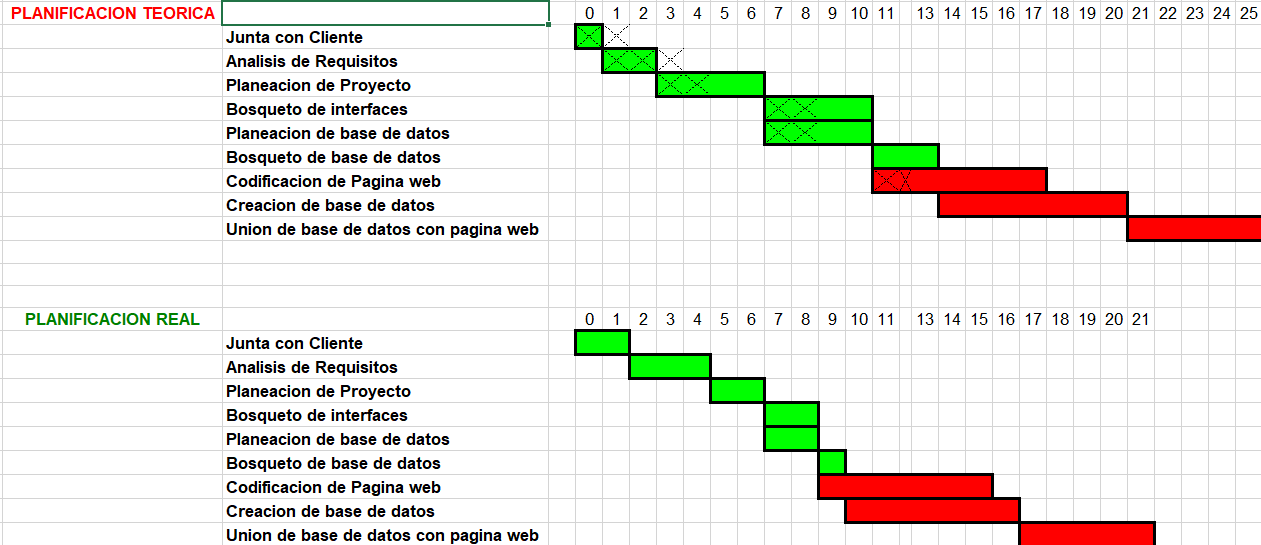 PLANIFICACION TEORICA 0 1 2 3 4 5 6 7 8 9 10 11 13 14 15 16 17 18 19 20 21 22 23 24 25
Junta con Cliente
Analisis de Requisitos
Planeacion de Proyecto
Bosqueto de interfaces
Planeacion de base de datos
Bosqueto de base de datos
Codificacion de Pagina web
Creacion de base de datos
Union de base de datos con pagina web
PLANIFICACION REAL 0 1 2 3 4 5 6 7 8 9 10 11 13 14 15 16 17 18 19 20 21
Junta con Cliente
Analisis de Requisitos
Planeacion de Proyecto
Bosqueto de interfaces
Planeacion de base de datos
Bosqueto de base de datos
Codificacion de Pagina web
Creacion de base de datos
Union de base de datos con pagina web